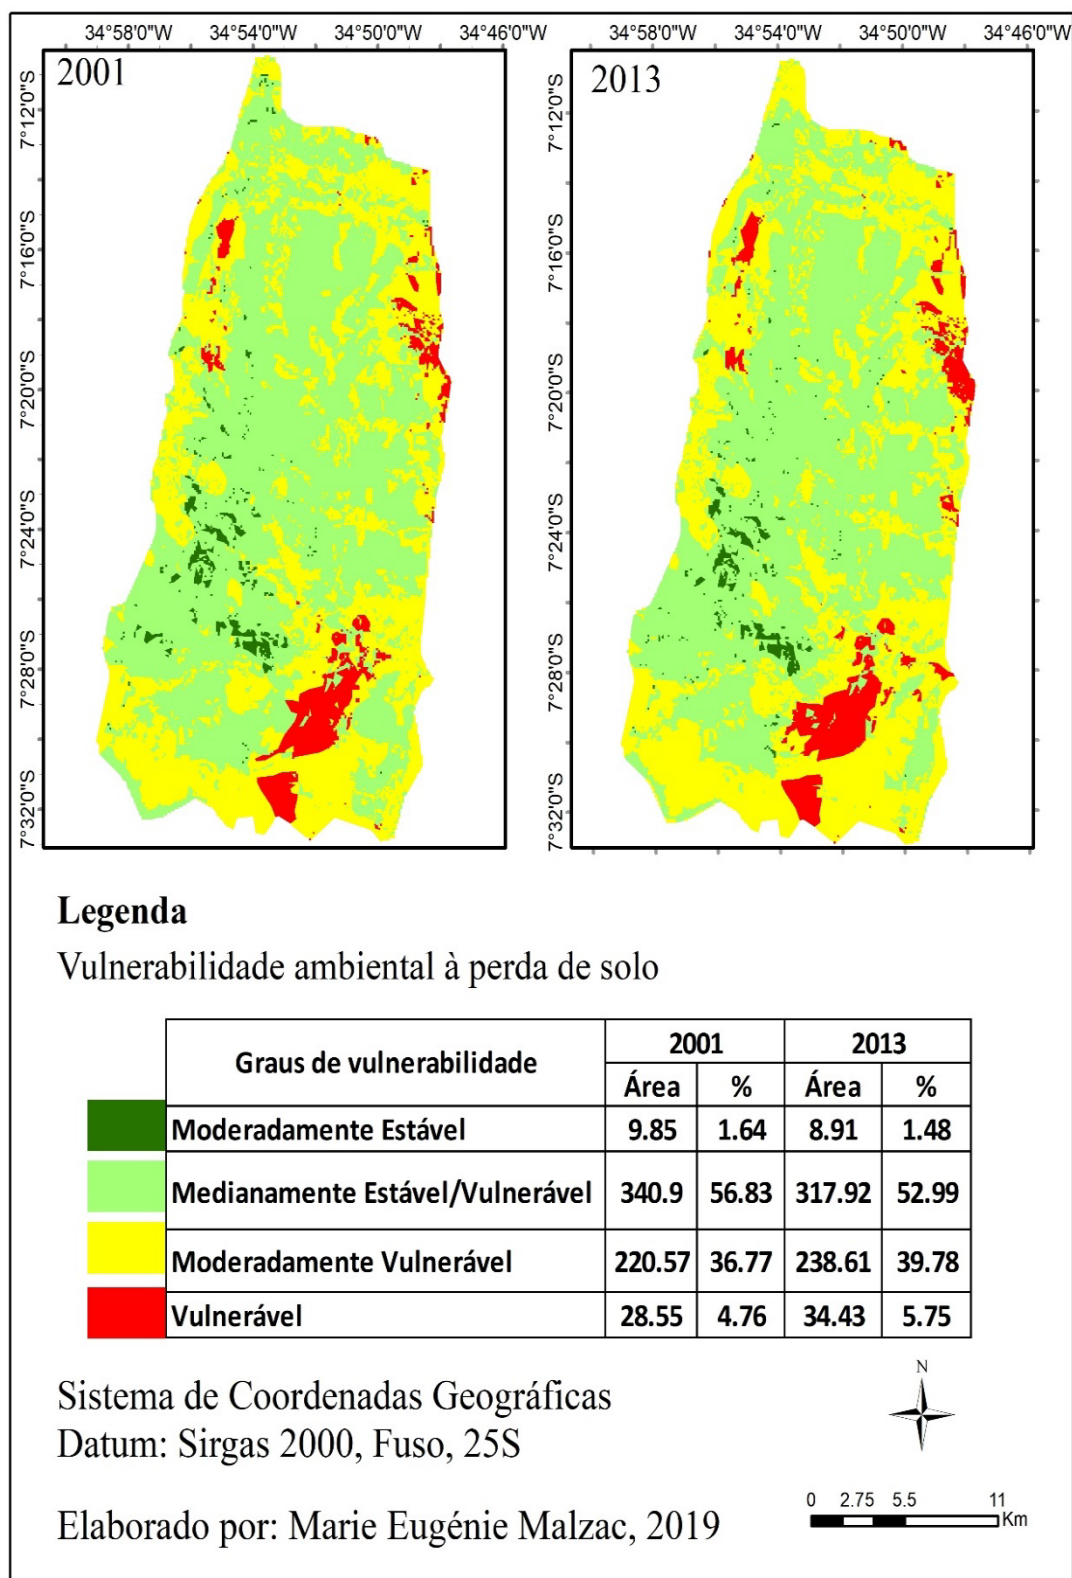 34°58'0"W 34°54'0"W 34°50'0"W 34°46'0"W
34°58'0"W 34°54'0"W 34°50'0"W 34°46'0"W
2001
2013
7°12'0"S
7°16'0"S
7°20'0"S
7°24'0"S
7°28'0"S
7°32'0"S
7°12'0"S
7°16'0"S
7°20'0"S
7°24'0"S
7°28'0"S
7°32'0"S
Legenda
Vulnerabilidade ambiental à perda de solo
Graus de vulnerabilidade 2001 2013
Área % Área %
Moderadamente Estável 9.85 1.64 8.91 1.48
Medianamente Estável/Vulnerável 340.9 56.83 317.92 52.99
Moderadamente Vulnerável 220.57 36.77 238.61 39.78
Vulnerável 28.55 4.76 34.43 5.75
Sistema de Coordenadas Geográficas
Datum: Sirgas 2000, Fuso, 25S
N
Elaborado por: Marie Eugénie Malzac, 2019
0 2.75 5.5 11
Km